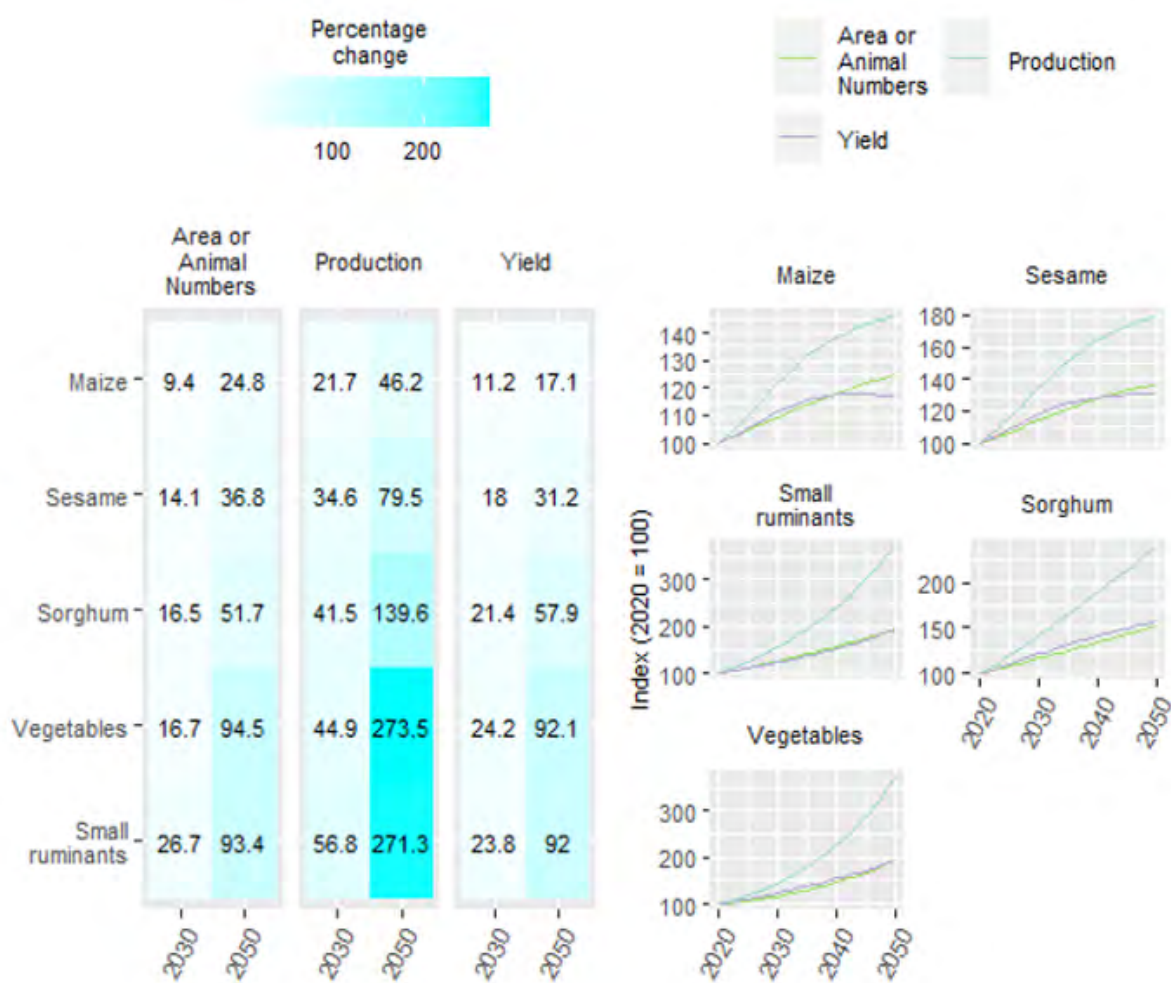 Percentage
change
100 200
Area or
Animal
Numbers
Production
Yield
Area or
Animal
Numbers
Production
Yield
Maize 9.4 24.8 21.7 46.2 11.2 17.1
Sesame 14.1 36.8 34.6 79.5 18 31.2
Sorghum 16.5 51.7 41.5 139.6 21.4 57.9
Vegetables 16.7 94.5 44.9 273.5 24.2 92.1
Small
ruminants 26.7 93.4 56.8 271.3 23.8 92
2030 2050 2030 2050 2030 2050
Index (2020 = 100)
Maize
140
130
120
110
100
Sesame
180
160
140
120
100
Small
ruminants
300
200
100
Sorghum
200
150
100
2020 2030 2040 2050
Vegetables
300
200
100
2020 2030 2040 2050